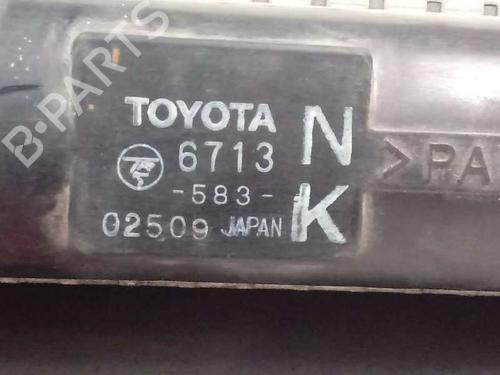 B-PARTS
TOYOTA
6713 N
-583-
02509 JAPAN K
>PA